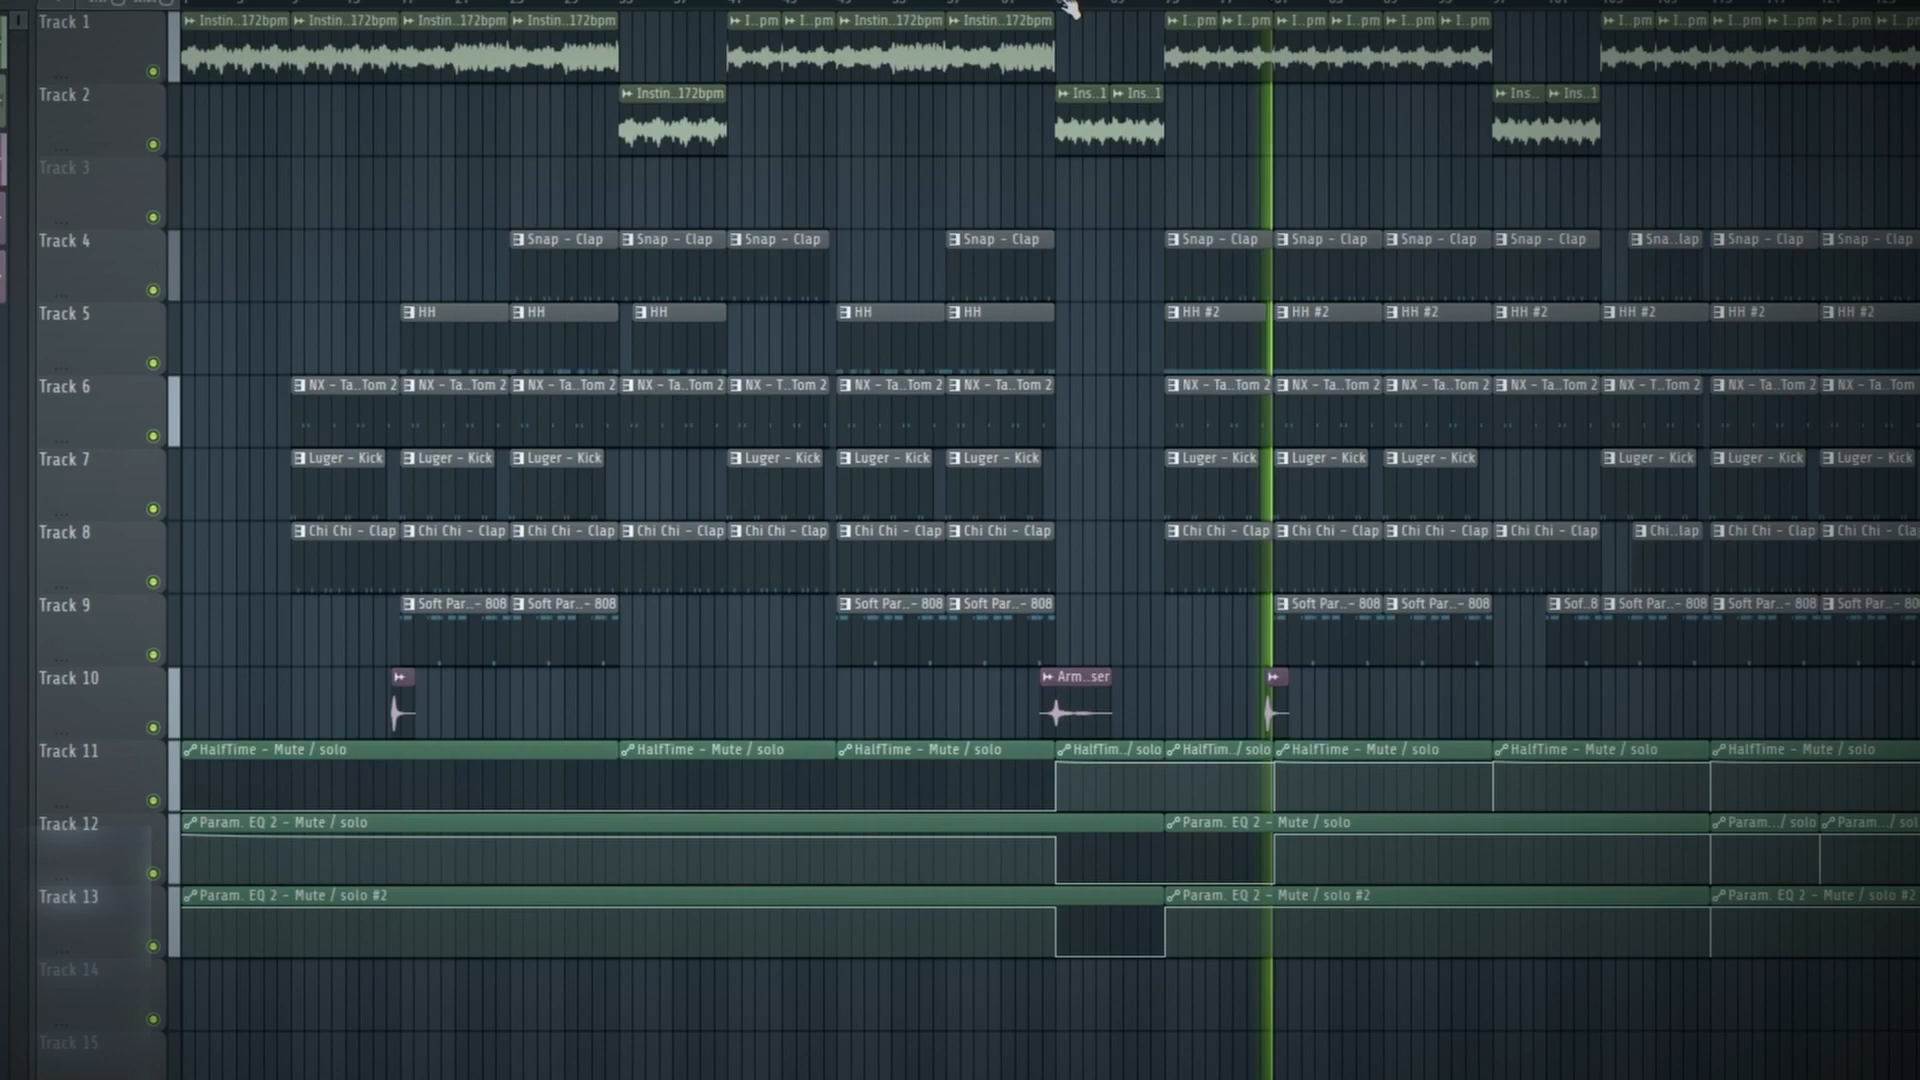 Track 1 Instin..172bpm Instin..172bpm Instin..172bpm Instin..172bpm I..pm I..pm Instin..172bpm Instin..172bpm I..pm I..pm I..pm I..pm I..pm I..pm I..pm I..pm I..pm I..pm I..pm I..pm
Track 2 Instin..172bpm Ins..1 Ins..1 Ins.. Ins..1
Track 3
Track 4 Snap - Clap Snap - Clap Snap - Clap Snap - Clap Snap - Clap Snap - Clap Snap - Clap Snap - Clap Sna..lap Snap - Clap Snap - Clap
Track 5 HH HH HH HH HH HH #2 HH #2 HH #2 HH #2 HH #2 HH #2 HH #2
Track 6 NX - Ta..Tom 2 NX - Ta..Tom 2 NX - Ta..Tom 2 NX - Ta..Tom 2 NX - T..Tom 2 NX - Ta..Tom 2 NX - Ta..Tom 2 NX - Ta..Tom 2 NX - Ta..Tom 2 NX - Ta..Tom 2 NX - Ta..Tom 2 NX - T..Tom 2 NX - Ta..Tom 2 NX - Ta..Tom
Track 7 Luger - Kick Luger - Kick Luger - Kick Luger - Kick Luger - Kick Luger - Kick Luger - Kick Luger - Kick Luger - Kick Luger - Kick Luger - Kick Luger - Kick
Track 8 Chi Chi - Clap Chi Chi - Clap Chi Chi - Clap Chi Chi - Clap Chi Chi - Clap Chi Chi - Clap Chi Chi - Clap Chi Chi - Clap Chi Chi - Clap Chi Chi - Clap Chi Chi - Clap Chi..lap Chi Chi - Clap Chi Chi - Cla
Track 9 Soft Par..- 808 Soft Par..- 808 Soft Par..- 808 Soft Par..- 808 Soft Par..- 808 Soft Par..- 808 Sof..8 Soft Par..- 808 Soft Par..- 808 Soft Par..- 80
Track 10 Arm..ser
Track 11 HalfTime - Mute / solo HalfTime - Mute / solo HalfTime - Mute / solo HalfTim../ solo HalfTim../ solo HalfTime - Mute / solo HalfTime - Mute / solo HalfTime - Mute / solo
Track 12 Param. EQ 2 - Mute / solo Param. EQ 2 - Mute / solo Param.../ solo Param.../ sol
Track 13 Param. EQ 2 - Mute / solo #2 Param. EQ 2 - Mute / solo #2 Param. EQ 2 - Mute / solo #2
Track 14
Track 15